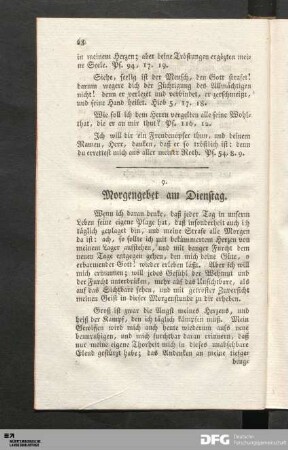 28
in meinem Herzen; aber deine Tröstungen ergötzten mei-
ne Seele. Ps. 94, 17. 19.
Siehe, seelig ist der Mensch, den Gott strafet!
darum wegere dich der Züchtigung des Allmächtigen
nicht! denn er verletzet und verbindet, er zerschmeißt,
und seine Hand heilet. Hiob 5, 17. 18.
Wie soll ich dem Herrn vergelten alle seine Wohl-
that, die er an mir thut? Ps. 116, 12.
Ich will dir ein Freudenopfer thun, und deinem
Namen, Herr, danken, daß er so tröstlich ist: denn
du errettest mich aus aller meiner Noth. Ps. 54. 8. 9.
9.
Morgengebet am Dienstag.
Wenn ich daran denke, daß jeder Tag in unserm
Leben seine eigene Plage hat, daß insonderheit auch ich
täglich geplaget bin, und meine Strafe alle Morgen
da ist: ach, so sollte ich mit bekümmertem Herzen von
meinem Lager aufstehen, und mit banger Furcht dem
neuen Tage entgegen gehen, den mich deine Güte, o
erbarmender Gott! wieder erleben läßt. Aber ich will
mich ermannen; will jedes Gefühl der Wehmut und
der Furcht unterdrücken, mehr auf das Unsichtbare, als
auf das Sichtbare sehen, und mit getroster Zuversicht
meinen Geist in dieser Morgenstunde zu dir erheben.
Groß ist zwar die Angst meines Herzens, und
heiß der Kampf, den ich täglich kämpfen muß. Mein
Gewissen wird mich auch heute wiederum aufs neue
beunruhigen, und mich furchtbar daran erinnern, daß
nur meine eigene Thorheit mich in dieses unabsehbare
Elend gestürzt habe; das Andenken an meine tiefge-
beuge
DFG Deutsche
Forschungsgemeinschaft